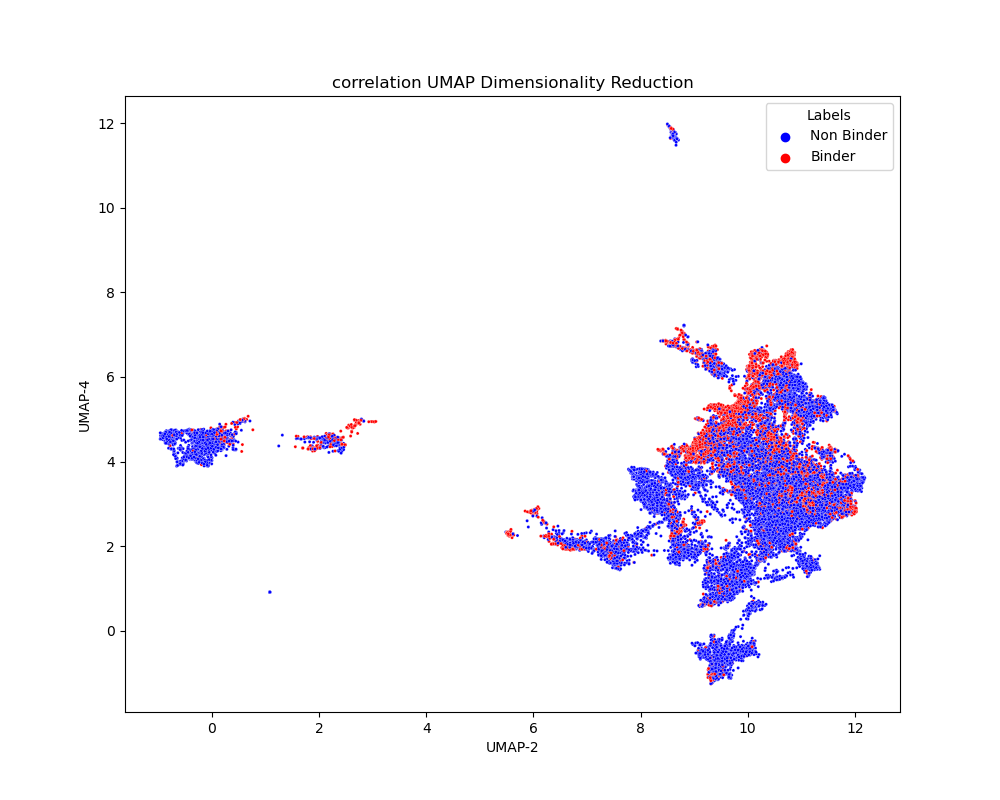 correlation UMAP Dimensionality Reduction
Labels
Non Binder
Binder
12
10
8
6
4
2
0
UMAP-4
0 2 4 6 8 10 12
UMAP-2